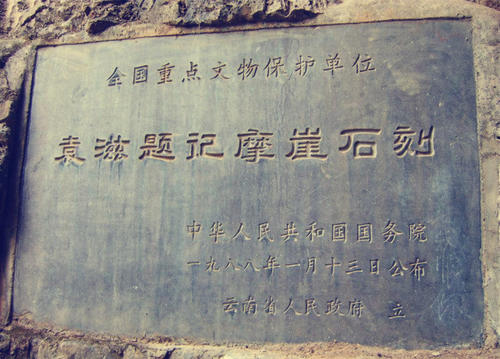 全国重点文物保护单位
袁滋题记摩崖石刻
中华人民共和国国务院
一九八八年一月十三日公布
云南省人民政府 立